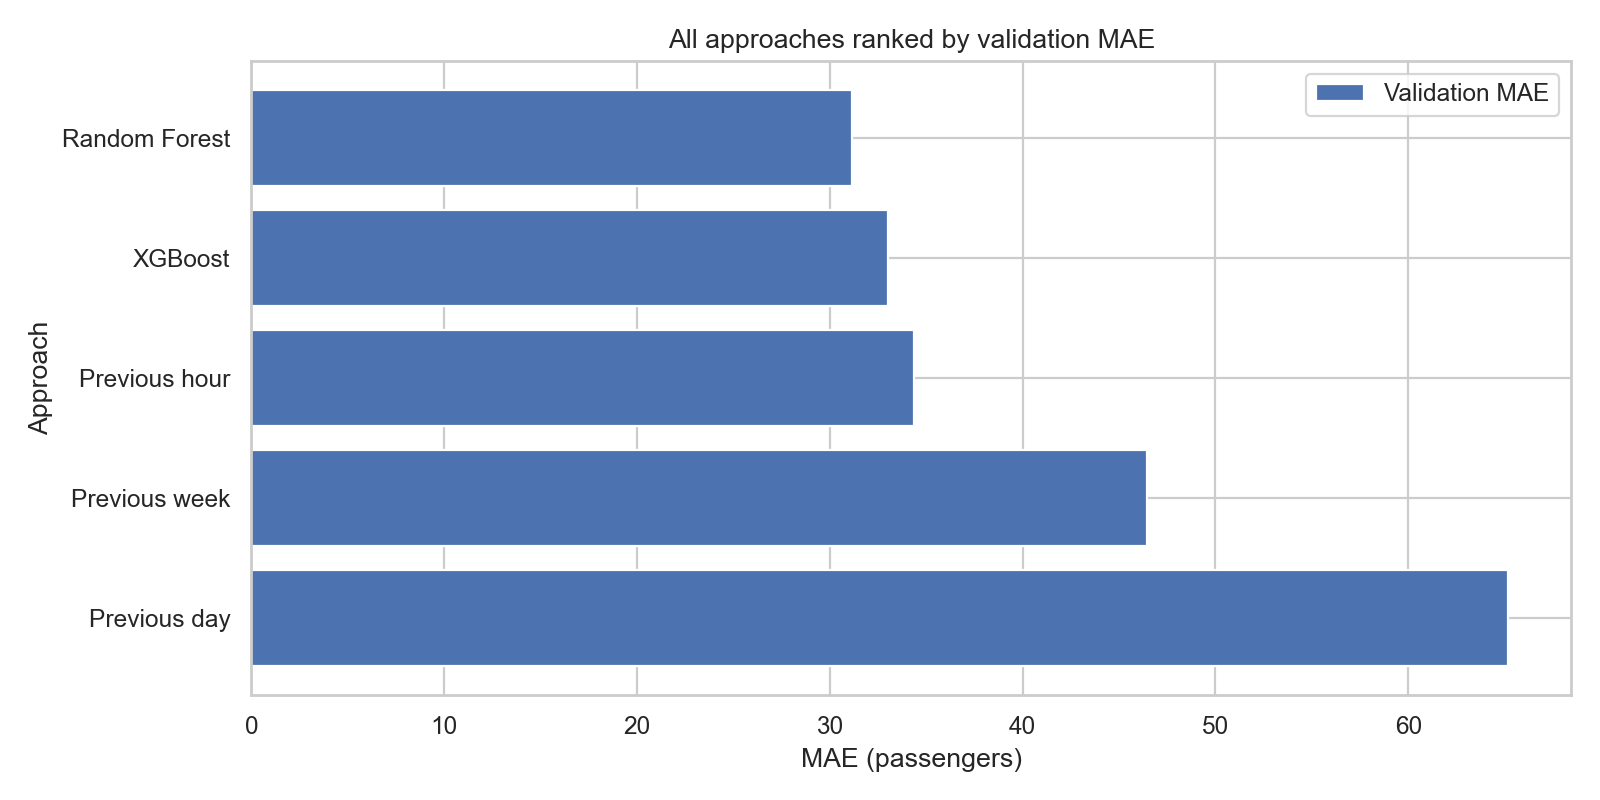 All approaches ranked by validation MAE
Validation MAE
Approach
Random Forest
XGBoost
Previous hour
Previous week
Previous day
0 10 20 30 40 50 60
MAE (passengers)